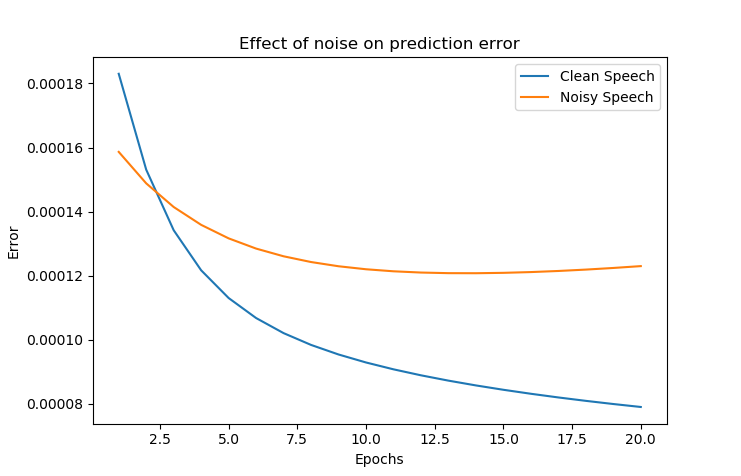 Effect of noise on prediction error
Clean Speech
Noisy Speech
Error
0.00018
0.00016
0.00014
0.00012
0.00010
0.00008
2.5 5.0 7.5 10.0 12.5 15.0 17.5 20.0
Epochs